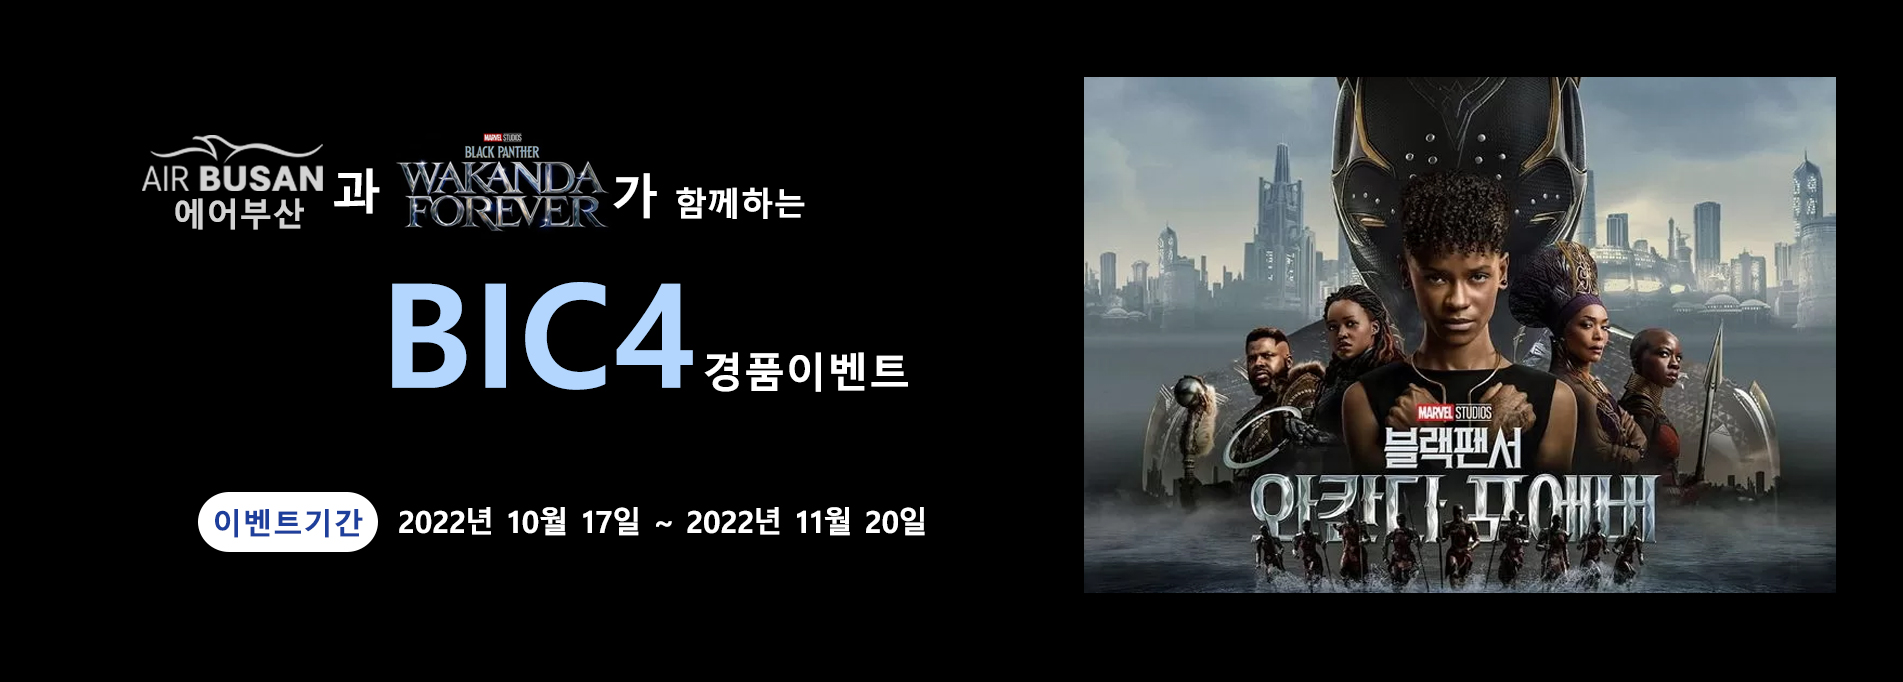 AIR BUSAN
에어부산
과
MARVEL STUDIOS
BLACK PANTHER
WAKANDA
FOREVER
가 함께하는
BIC4 경품이벤트
이벤트기간 2022년 10월 17일 ~ 2022년 11월 20일
MARVEL STUDIOS
블랙팬서
와칸다 포에버